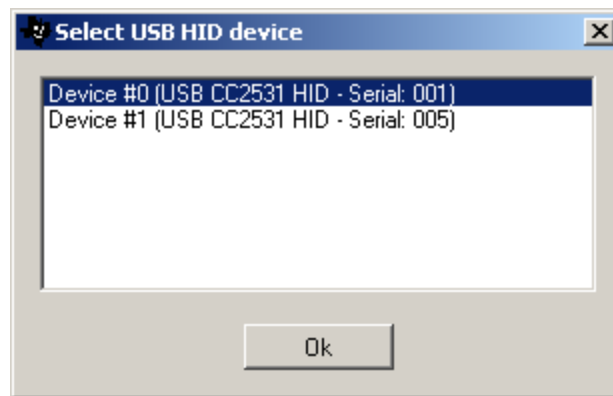 Select USB HID device
Device #0 (USB CC2531 HID - Serial: 001)
Device #1 (USB CC2531 HID - Serial: 005)
Ok